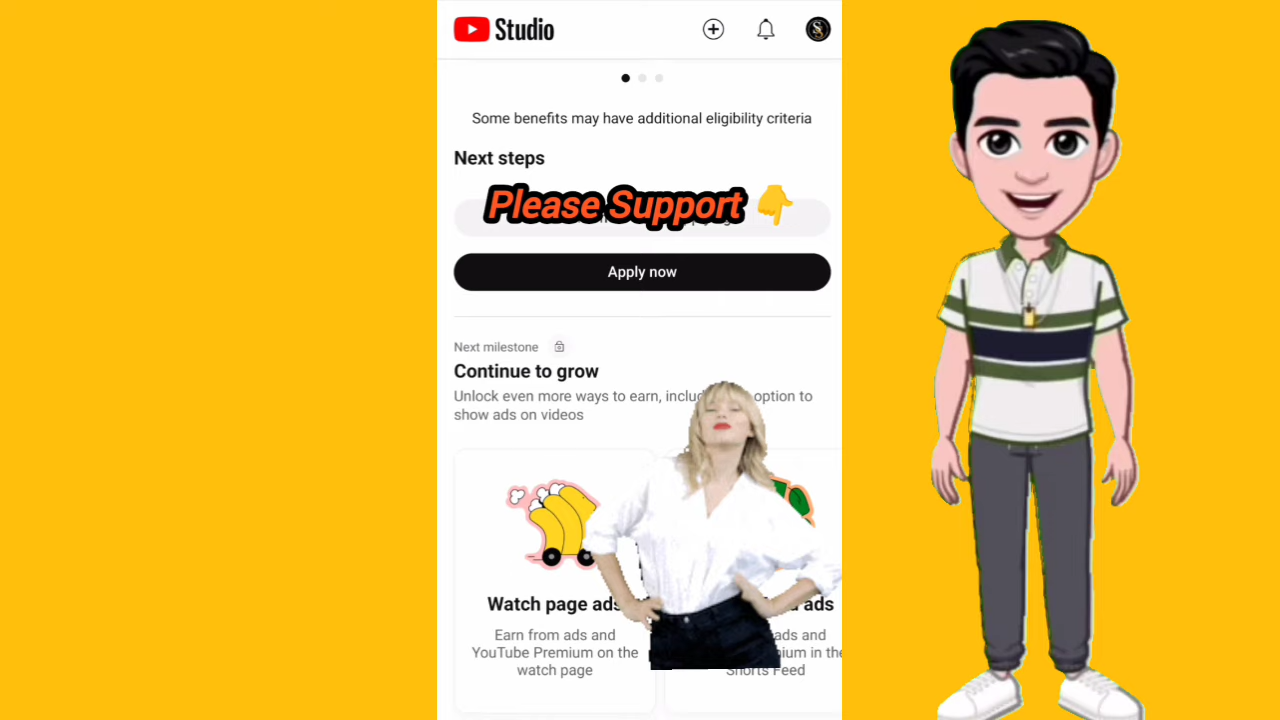 Studio
Some benefits may have additional eligibility criteria
Next steps
Please Support 👇
Apply now
Next milestone
Continue to grow
Unlock even more ways to earn, option to
show ads on videos
Watch page ads
Earn from ads and
YouTube Premium on the
watch page
ads
ads and
in the
Shorts Feed